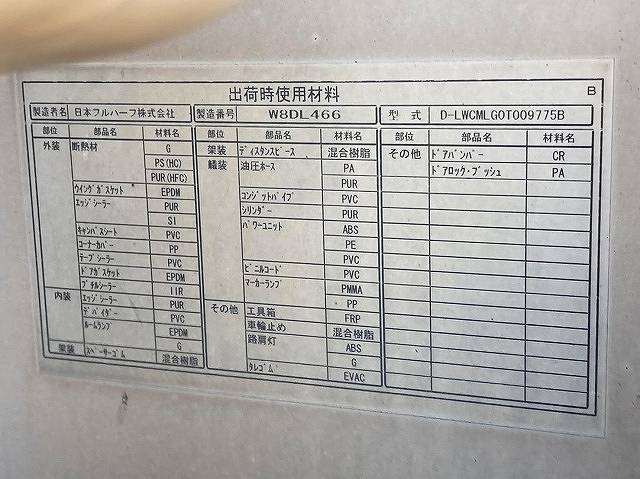 出荷時使用材料
B
製造者名 日本フルハーフ株式会社 製造番号 W8DL466 型 式 D-LWCMLGOTOO9775B
部位 部品名 材料名
外装 断熱材 G
PS(HC)
PUR(HFC)
ウイングガスケット EPDM
エッジシーラー PUR
SI
キャンバスシート PVC
コーナーカバー PP
テープシーラー PVC
ドアガスケット EPDM
ブチルシーラー IIR
内装 エッジシーラー PUR
デバイダー PVC
ルームランプ EPDM
G
架装 スペーサーゴム 混合樹脂
部位 部品名 材料名
架装 ディスタンスピース 混合樹脂
艤装 油圧ホース PA
PUR
コンジットパイプ PVC
シリンダー PUR
パワーユニット ABS
PE
PVC
ビニルコード PVC
マーカーランプ PMMA
PP
その他 工具箱 FRP
車輪止め 混合樹脂
路肩灯 ABS
G
タレゴム EVAC
部位 部品名 材料名
その他 ドアバンパー CR
ドアロック・ブッシュ PA